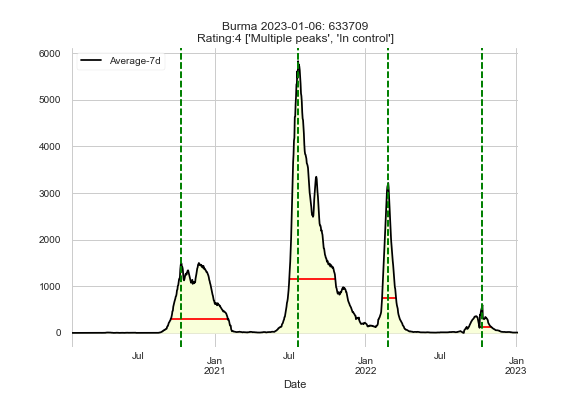 Burma 2023-01-06: 633709
Rating:4 ['Multiple peaks', 'In control']
Average-7d
6000
5000
4000
3000
2000
1000
0
Jul
Jan
2021
Jul
Jan
2022
Jul
Jan
2023
Date